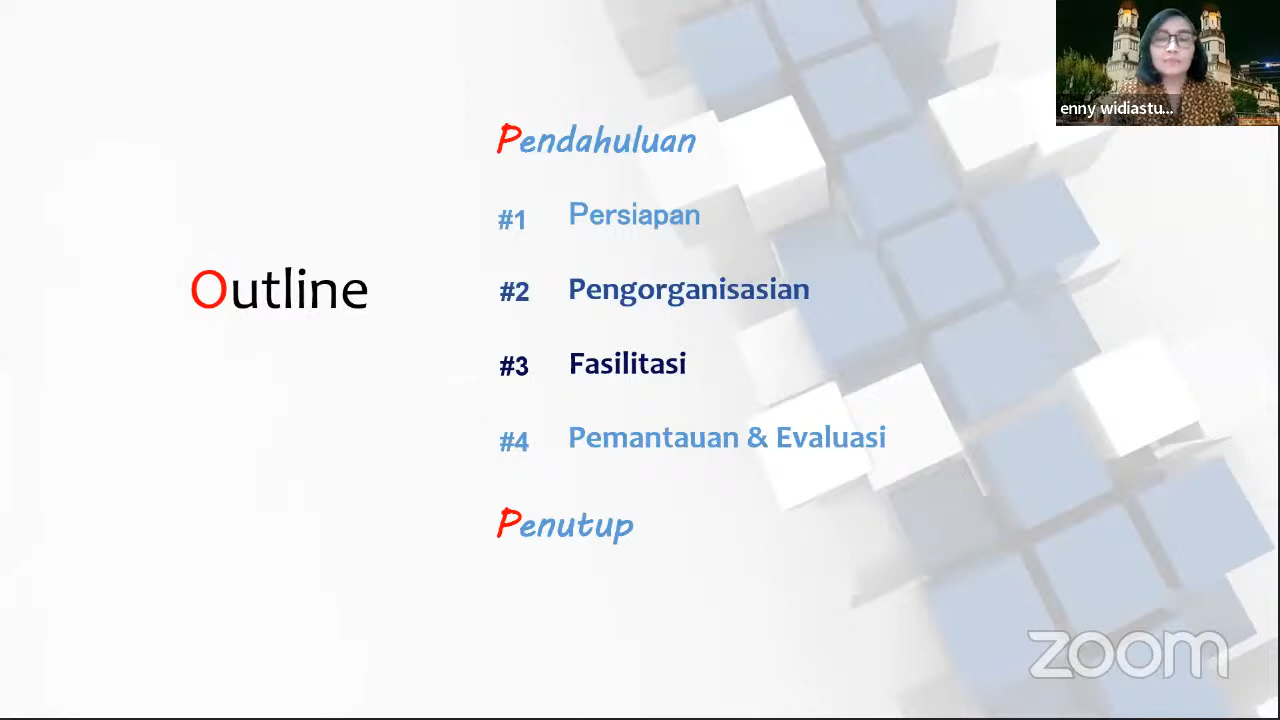 enny widiastu...
Outline
Pendahuluan
#1 Persiapan
#2 Pengorganisasian
#3 Fasilitasi
#4 Pemantauan & Evaluasi
Penutup
zoom